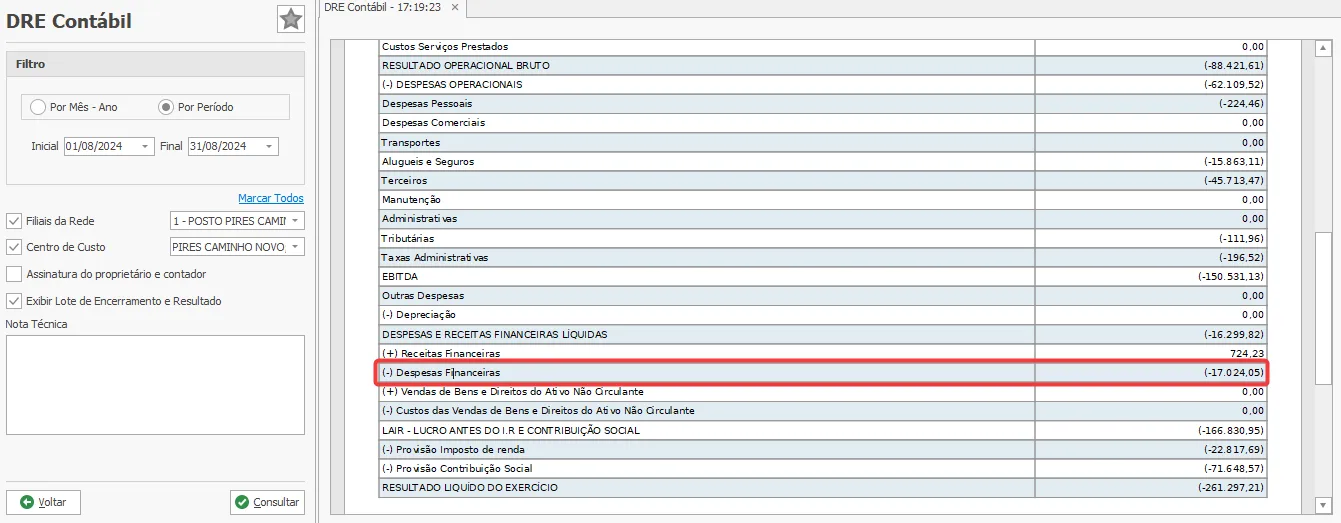 DRE Contábil
Filtro
Por Mês - Ano Por Período
Inicial 01/08/2024 Final 31/08/2024
Marcar Todos
Filiais da Rede 1 - POSTO PIRES CAMIN
Centro de Custo PIRES CAMINHO NOVO,
Assinatura do proprietário e contador
Exibir Lote de Encerramento e Resultado
Nota Técnica
Voltar Consultar
DRE Contábil - 17:19:23 ×
Custos Serviços Prestados 0,00
RESULTADO OPERACIONAL BRUTO (-88.421,61)
(-) DESPESAS OPERACIONAIS (-62.109,52)
Despesas Pessoais (-224,46)
Despesas Comerciais 0,00
Transportes 0,00
Alugueis e Seguros (-15.863,11)
Terceiros (-45.713,47)
Manutenção 0,00
Administrativas 0,00
Tributárias (-111,96)
Taxas Administrativas (-196,52)
EBITDA (-150.531,13)
Outras Despesas 0,00
(-) Depreciação 0,00
DESPESAS E RECEITAS FINANCEIRAS LÍQUIDAS (-16.299,82)
(+) Receitas Financeiras 724,23
(-) Despesas Financeiras (-17.024,05)
(+) Vendas de Bens e Direitos do Ativo Não Circulante 0,00
(-) Custos das Vendas de Bens e Direitos do Ativo Não Circulante 0,00
LAIR - LUCRO ANTES DO I.R E CONTRIBUIÇÃO SOCIAL (-166.830,95)
(-) Provisão Imposto de renda (-22.817,69)
(-) Provisão Contribuição Social (-71.648,57)
RESULTADO LIQUÍDO DO EXERCÍCIO (-261.297,21)